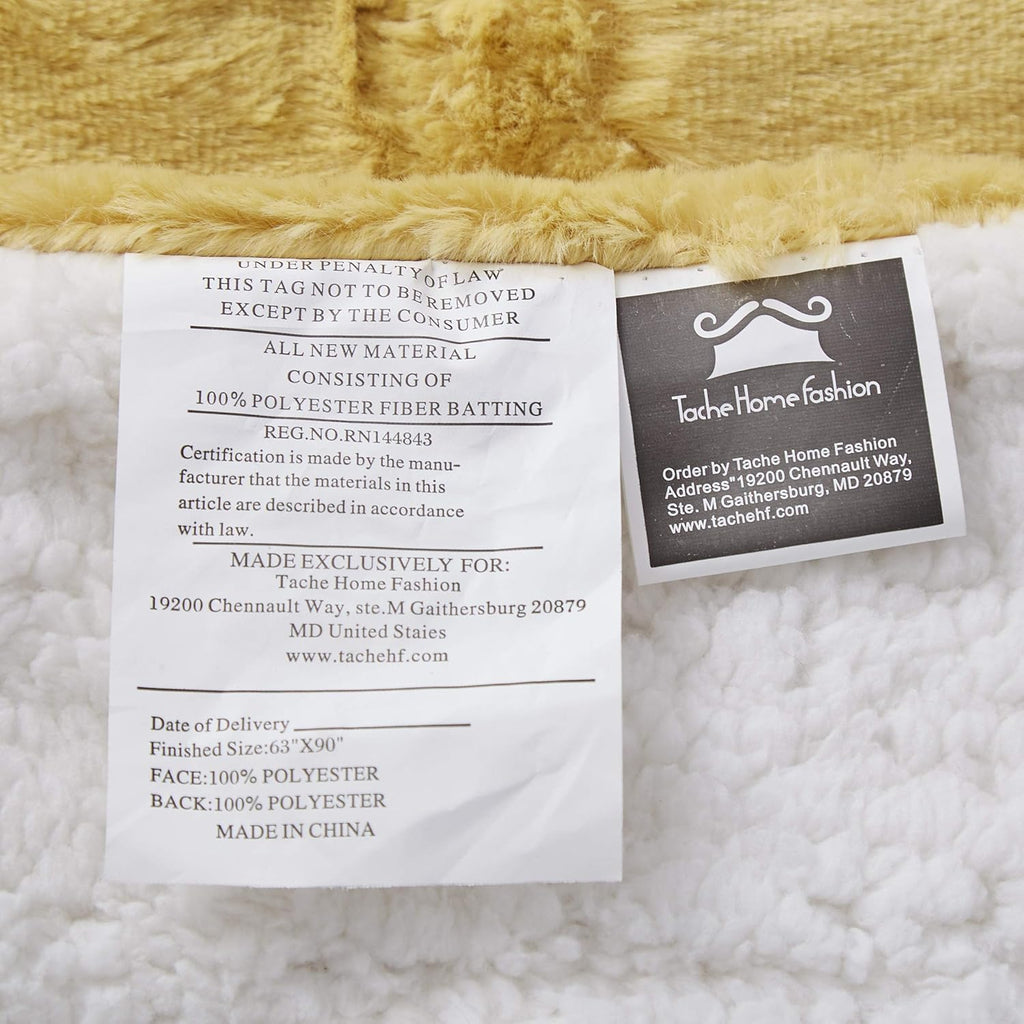 UNDER PENALTY OF LAW
THIS TAG NOT TO BE REMOVED
EXCEPT BY THE CONSUMER
ALL NEW MATERIAL
CONSISTING OF
100% POLYESTER FIBER BATTING
REG.NO.RN144843
Certification is made by the manu-
facturer that the materials in this
article are described in accordance
with law.
MADE EXCLUSIVELY FOR:
Tache Home Fashion
19200 Chennault Way, ste.M Gaithersburg 20879
MD United Staies
www.tachehf.com
Date of Delivery
Finished Size:63"X90"
FACE:100% POLYESTER
BACK:100% POLYESTER
MADE IN CHINA
Tache Home Fashion
Order by Tache Home Fashion
Address"19200 Chennault Way,
Ste. M Gaithersburg, MD 20879
www.tachehf.com